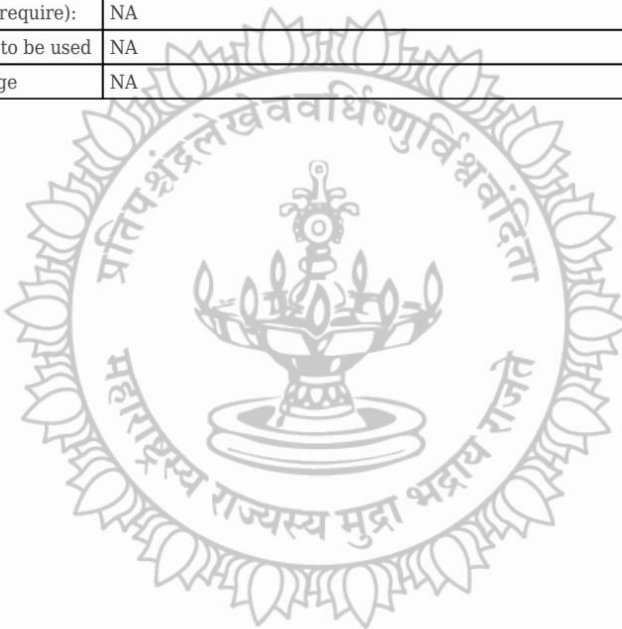 require): NA
to be used NA
ge NA
प्रतिपच्चंद्रलेखेव वर्धिष्णुर्विश्ववंदिता
महाराष्ट्रस्य राज्यस्य मुद्रा भद्राय राजते